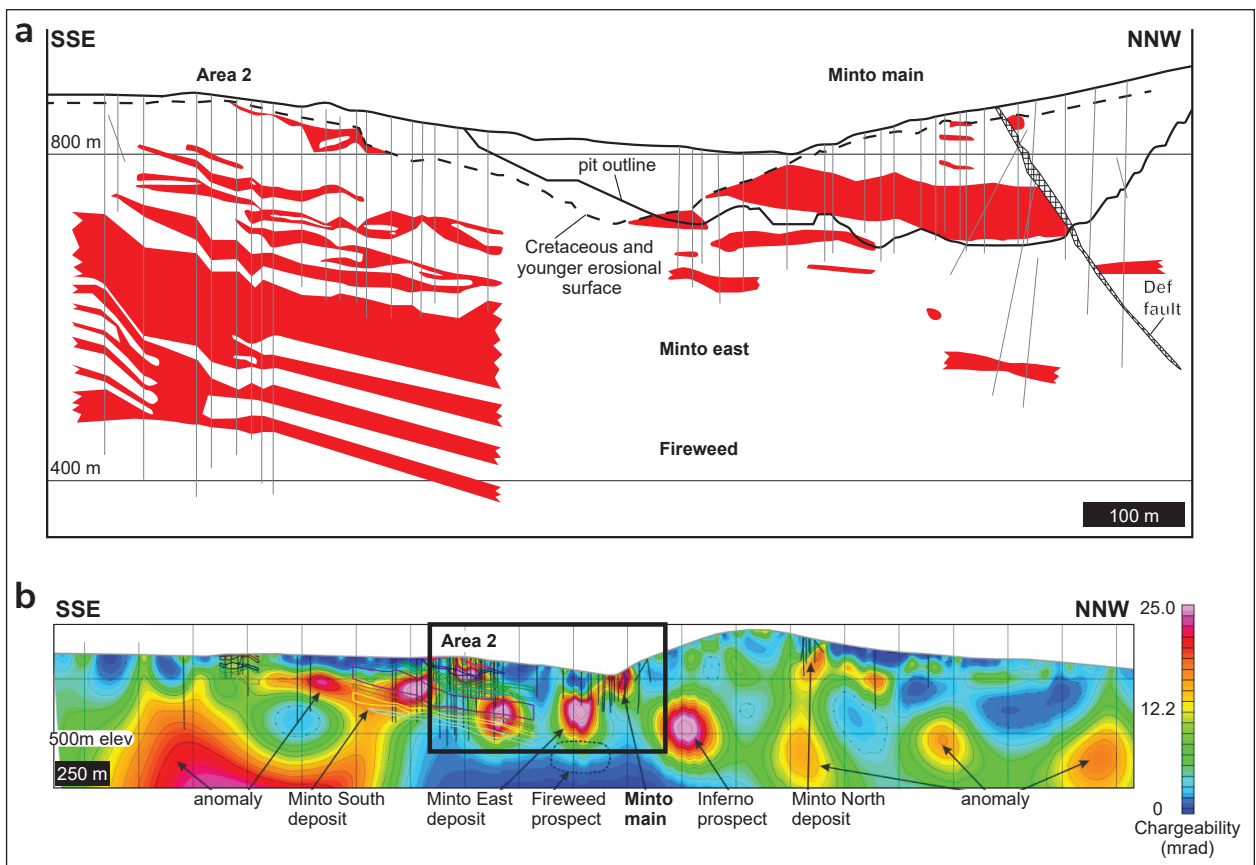 a
SSE
NNW
Area 2
Minto main
800 m
pit outline
Cretaceous and
younger erosional
surface
Def
fault
Minto east
Fireweed
400 m
100 m
b
SSE
NNW
25.0
Area 2
12.2
500m elev
250 m
0
anomaly
Minto South
deposit
Minto East
deposit
Fireweed
prospect
Minto
main
Inferno
prospect
Minto North
deposit
anomaly
Chargeability
(mrad)